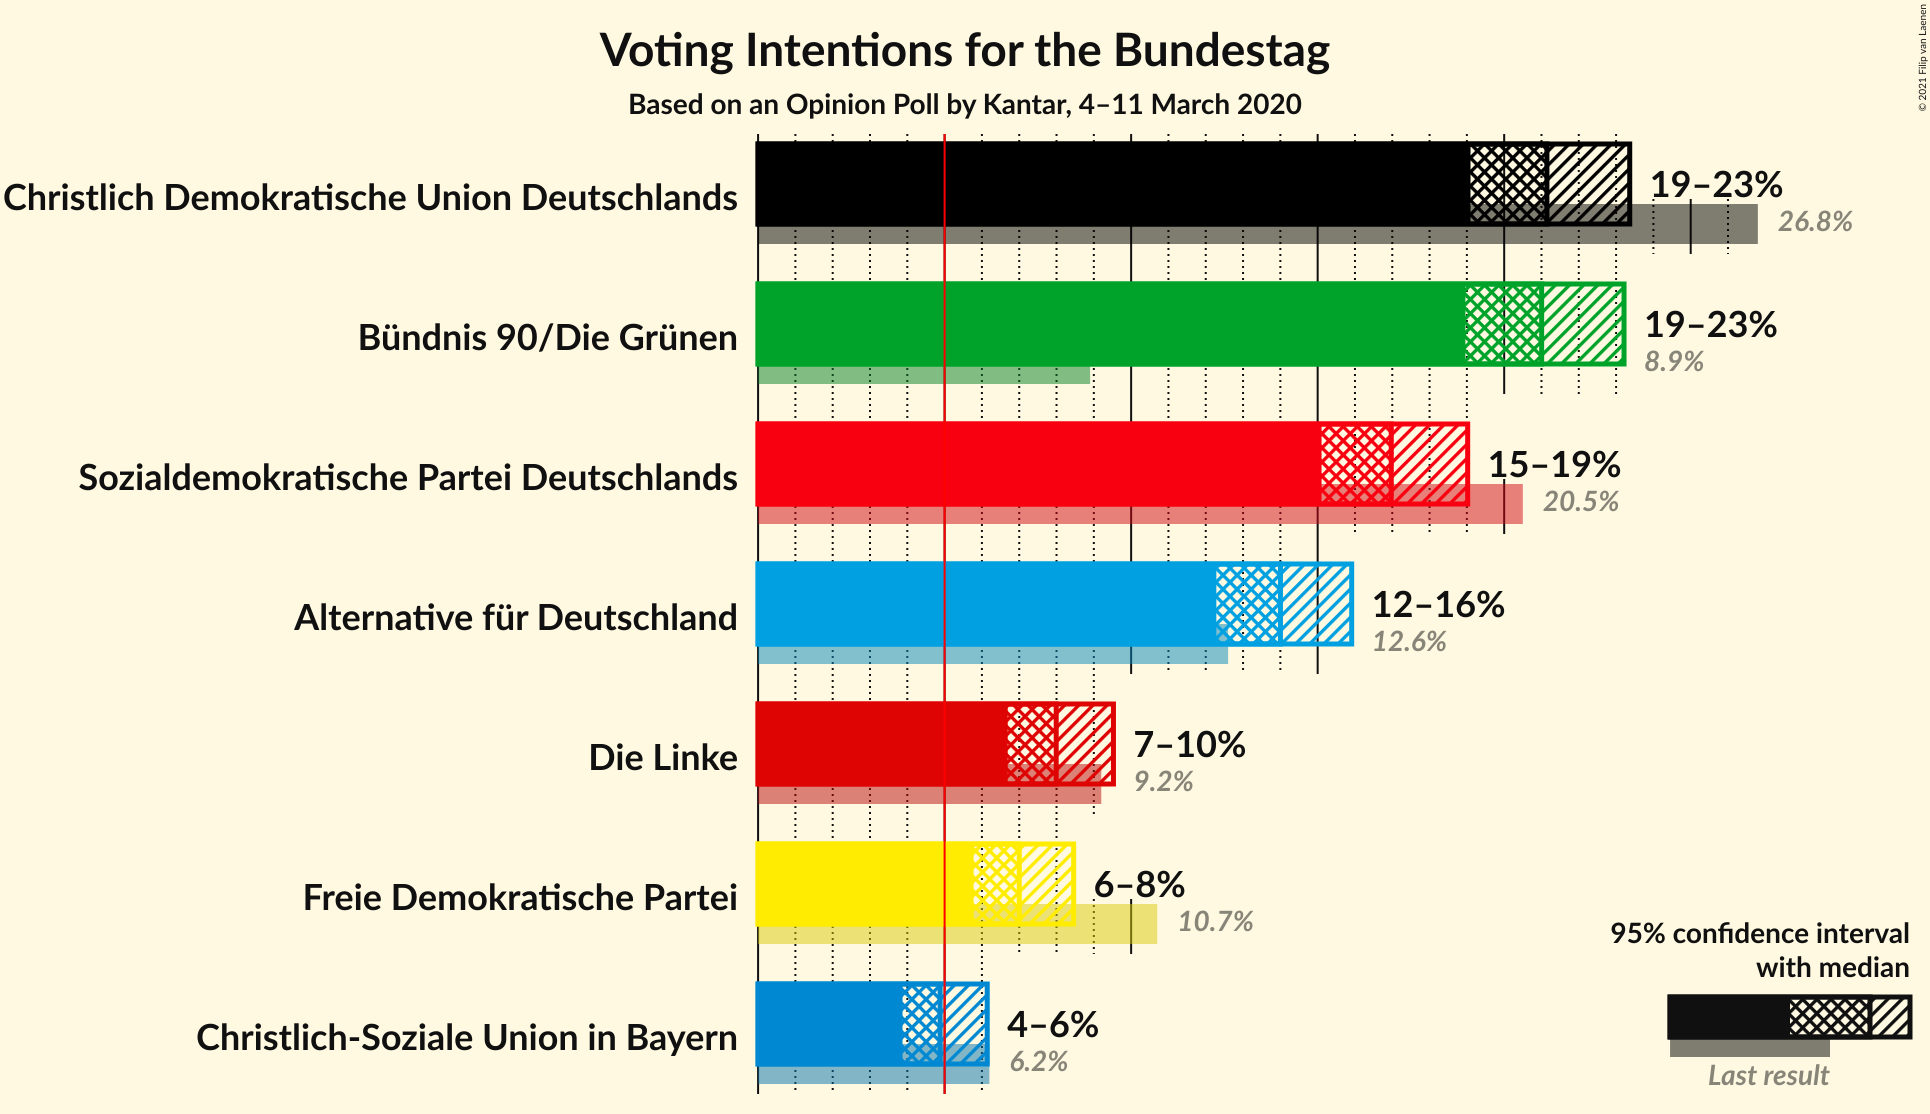 Voting Intentions for the Bundestag
Based on an Opinion Poll by Kantar, 4–11 March 2020
© 2021 Filip van Laenen
Christlich Demokratische Union Deutschlands
19–23%
26.8%
Bündnis 90/Die Grünen
19–23%
8.9%
Sozialdemokratische Partei Deutschlands
15–19%
20.5%
Alternative für Deutschland
12–16%
12.6%
Die Linke
7–10%
9.2%
Freie Demokratische Partei
6–8%
10.7%
Christlich-Soziale Union in Bayern
4–6%
6.2%
95% confidence interval
with median
Last result